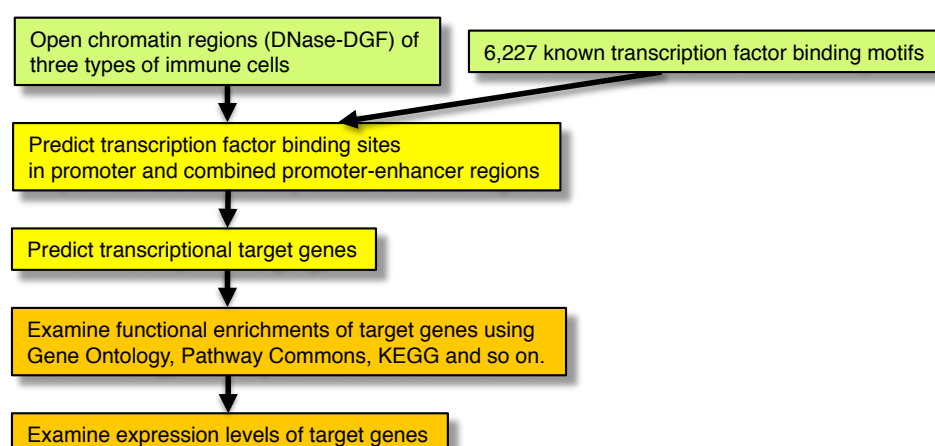 Open chromatin regions (DNase-DGF) of
three types of immune cells
6,227 known transcription factor binding motifs
Predict transcription factor binding sites
in promoter and combined promoter-enhancer regions
Predict transcriptional target genes
Examine functional enrichments of target genes using
Gene Ontology, Pathway Commons, KEGG and so on.
Examine expression levels of target genes